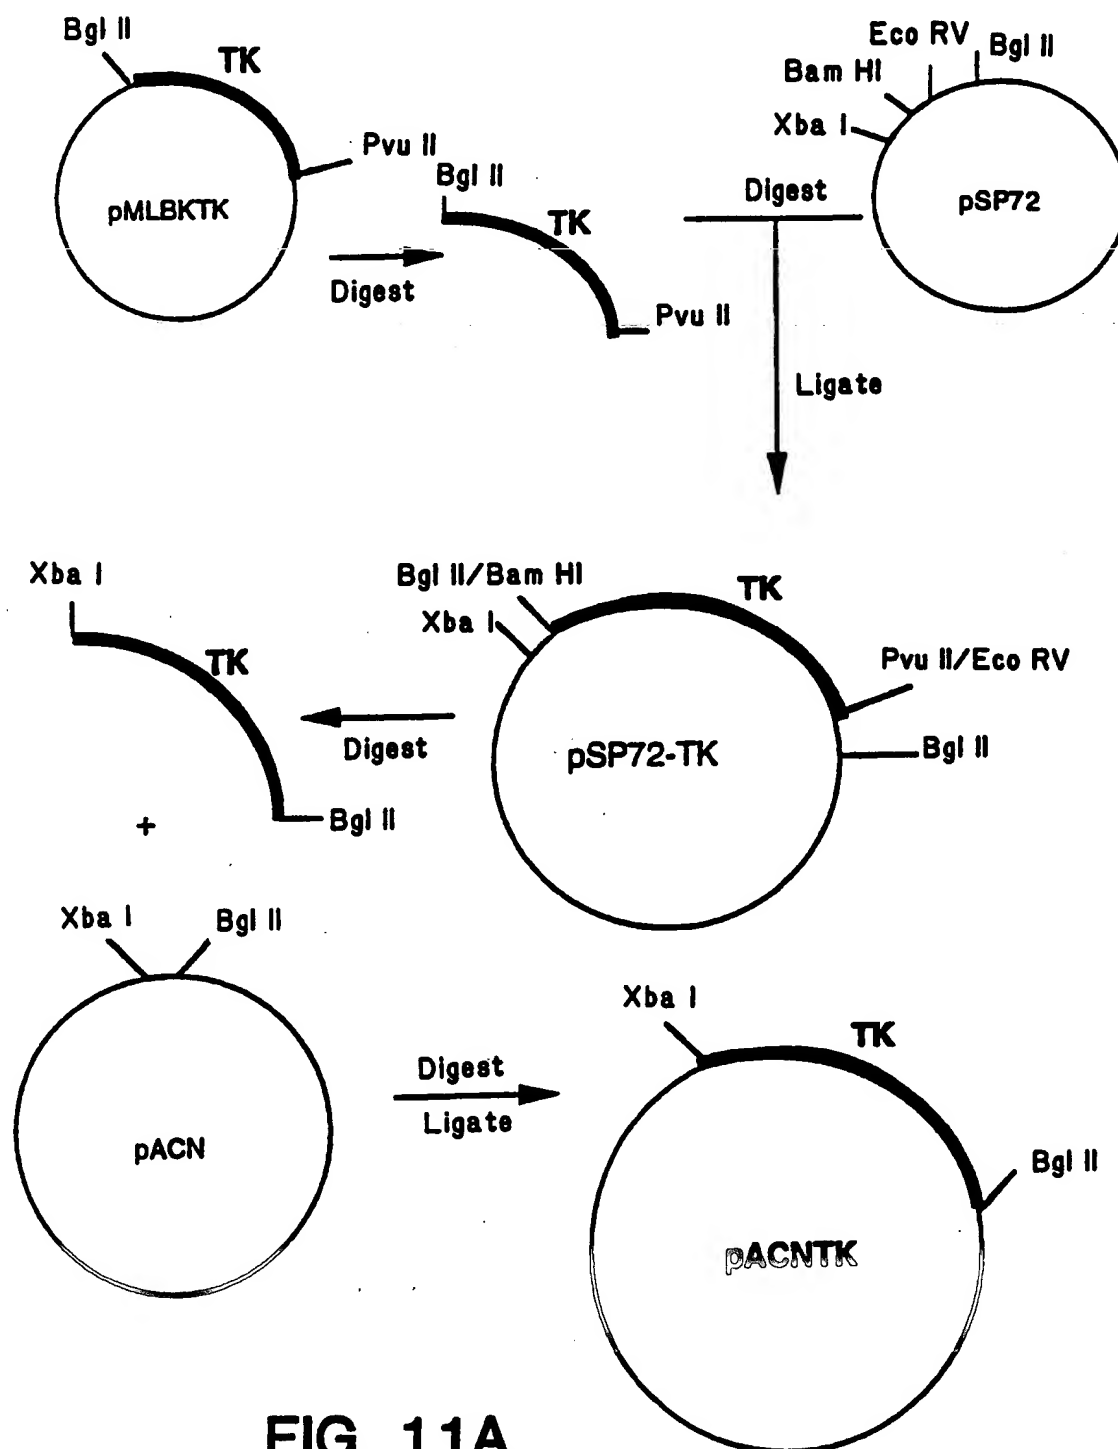 Bgl II
TK
Pvu II
pMLBKTK
Digest
Bgl II
TK
Pvu II
Eco RV
Bgl II
Bam HI
Xba I
Digest
pSP72
Ligate
Xba I
TK
Bgl II
Digest
Bgl II/Bam HI
Xba I
TK
Pvu II/Eco RV
Bgl II
pSP72-TK
+
Xba I
Bgl II
pACN
Digest
Ligate
Xba I
TK
Bgl II
pACNTK
FIG. 11A